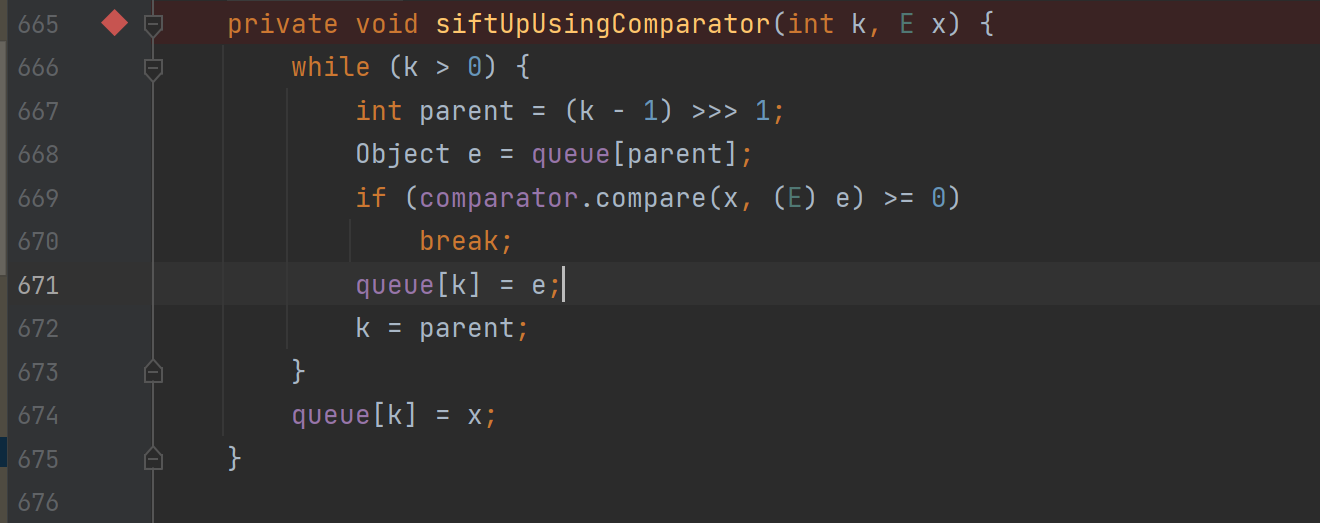 665 private void siftUpUsingComparator(int k, E x) {
666 while (k > 0) {
667 int parent = (k - 1) >>> 1;
668 Object e = queue[parent];
669 if (comparator.compare(x, (E) e) >= 0)
670 break;
671 queue[k] = e;
672 k = parent;
673 }
674 queue[k] = x;
675 }
676